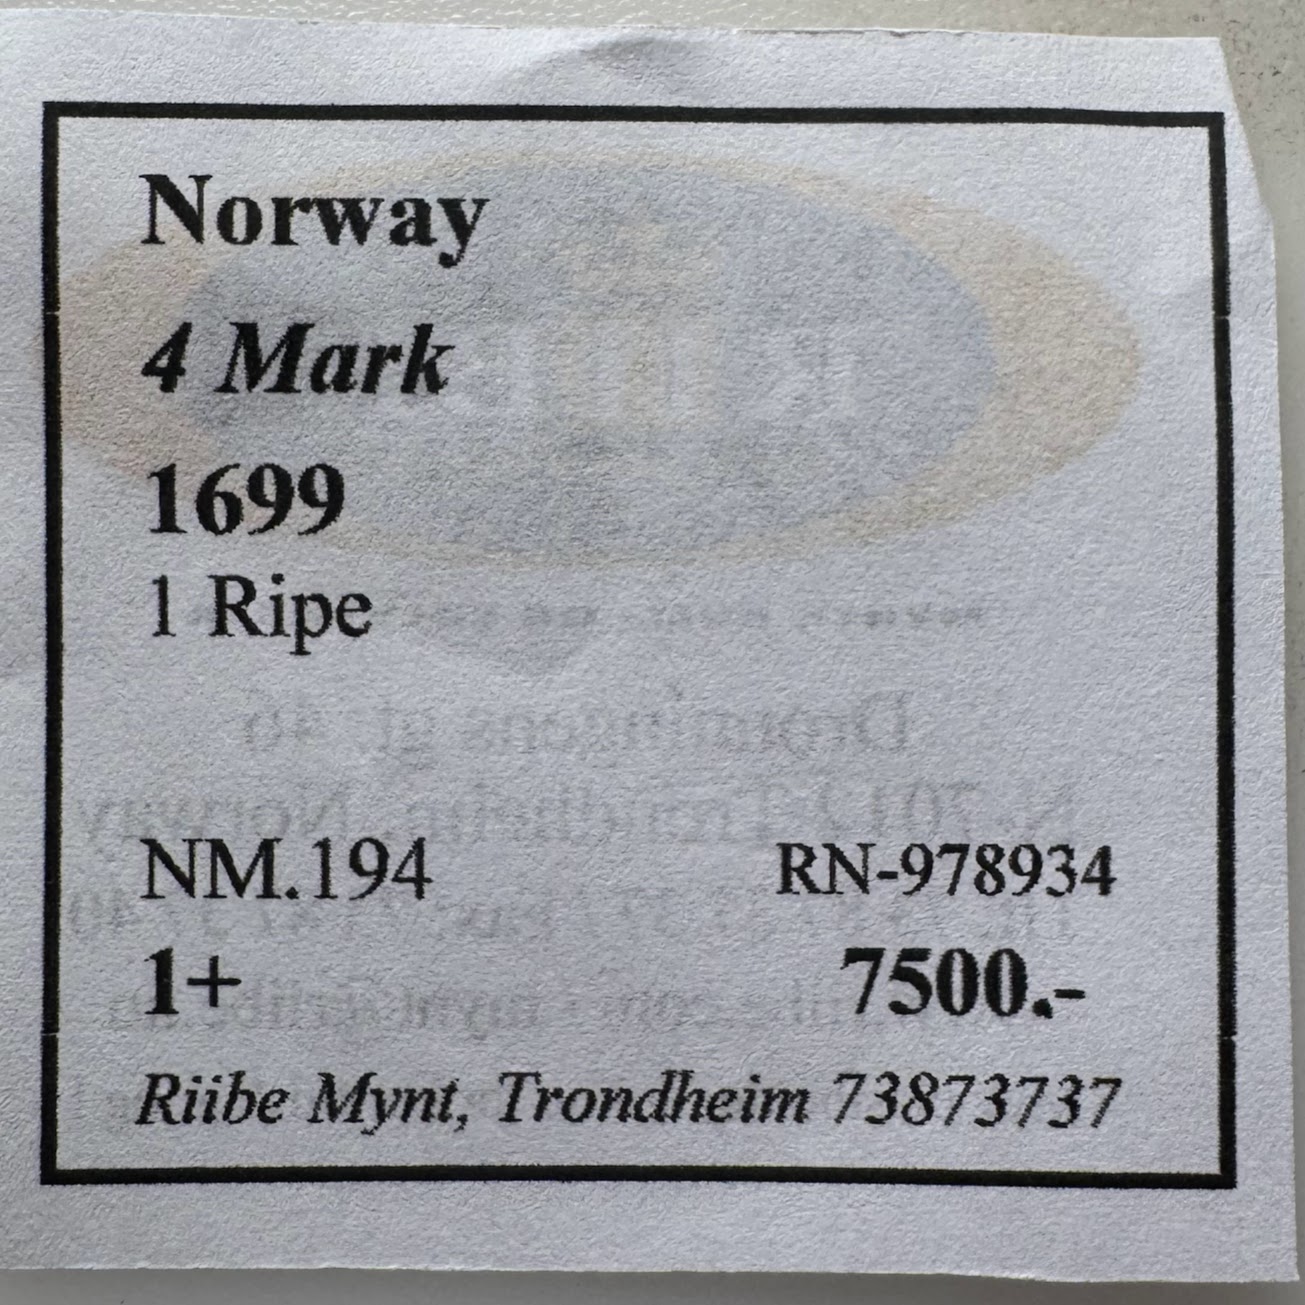 Norway
4 Mark
1699
1 Ripe
NM.194 RN-978934
1+ 7500.-
Riibe Mynt, Trondheim 73873737